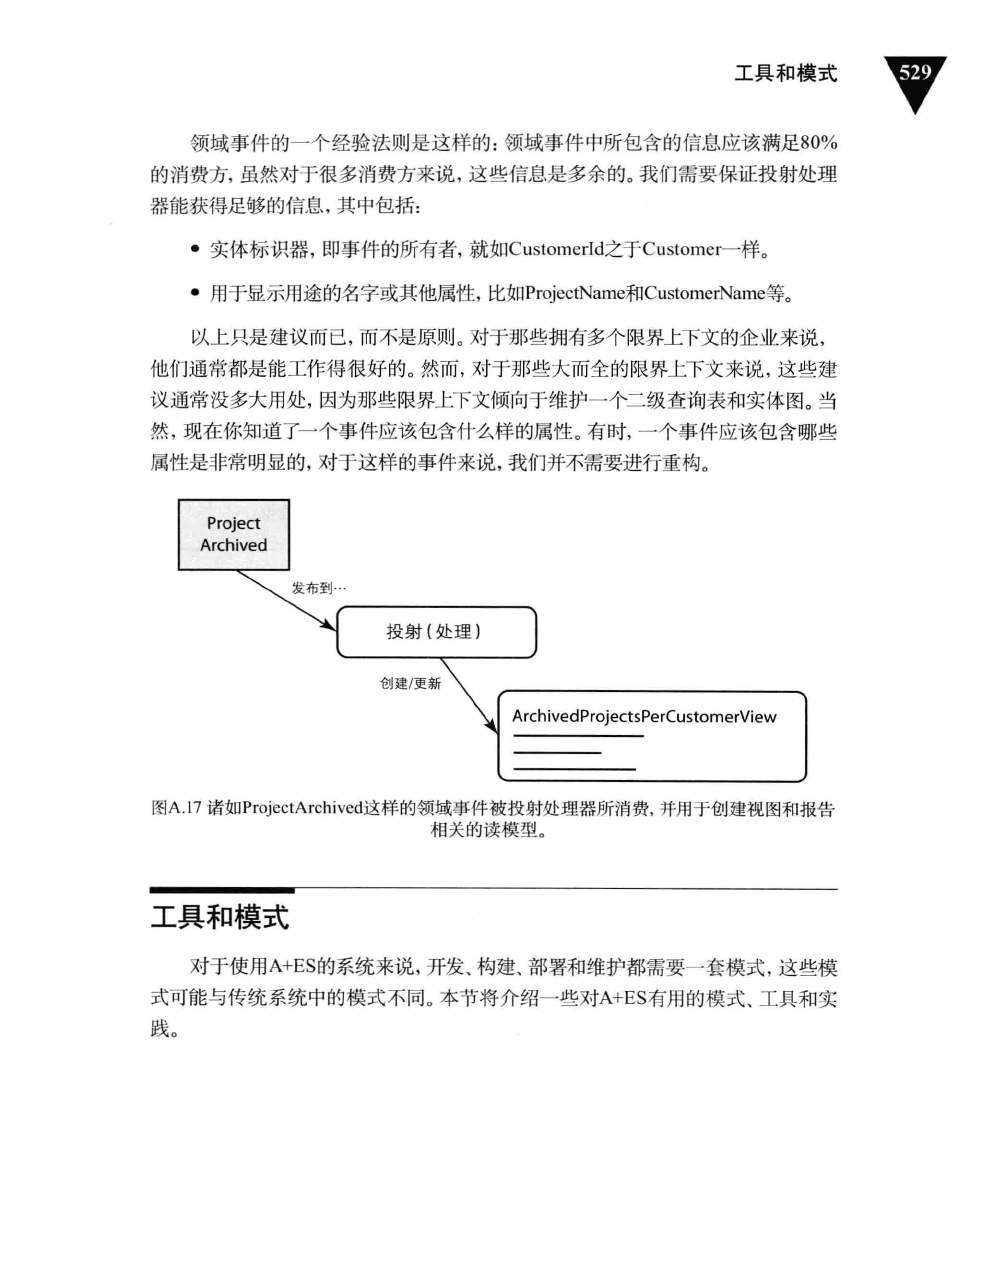 工具和模式
529
领域事件的一个经验法则是这样的：领域事件中所包含的信息应该满足80%
的消费方，虽然对于很多消费方来说，这些信息是多余的。我们需要保证投射处理
器能获得足够的信息，其中包括：
● 实体标识器，即事件的所有者，就如CustomerId之于Customer一样。
● 用于显示用途的名字或其他属性，比如ProjectName和CustomerName等。
以上只是建议而已，而不是原则。对于那些拥有多个限界上下文的企业来说，
他们通常都是能工作得很好的。然而，对于那些大而全的限界上下文来说，这些建
议通常没多大用处，因为那些限界上下文倾向于维护一个二级查询表和实体图。当
然，现在你知道了一个事件应该包含什么样的属性。有时，一个事件应该包含哪些
属性是非常明显的，对于这样的事件来说，我们并不需要进行重构。
Project
Archived
发布到…
投射（处理）
创建/更新
ArchivedProjectsPerCustomerView
图A.17 诸如ProjectArchived这样的领域事件被投射处理器所消费，并用于创建视图和报告
相关的读模型。
工具和模式
对于使用A+ES的系统来说，开发、构建、部署和维护都需要一套模式，这些模
式可能与传统系统中的模式不同。本节将介绍一些对A+ES有用的模式、工具和实
践。